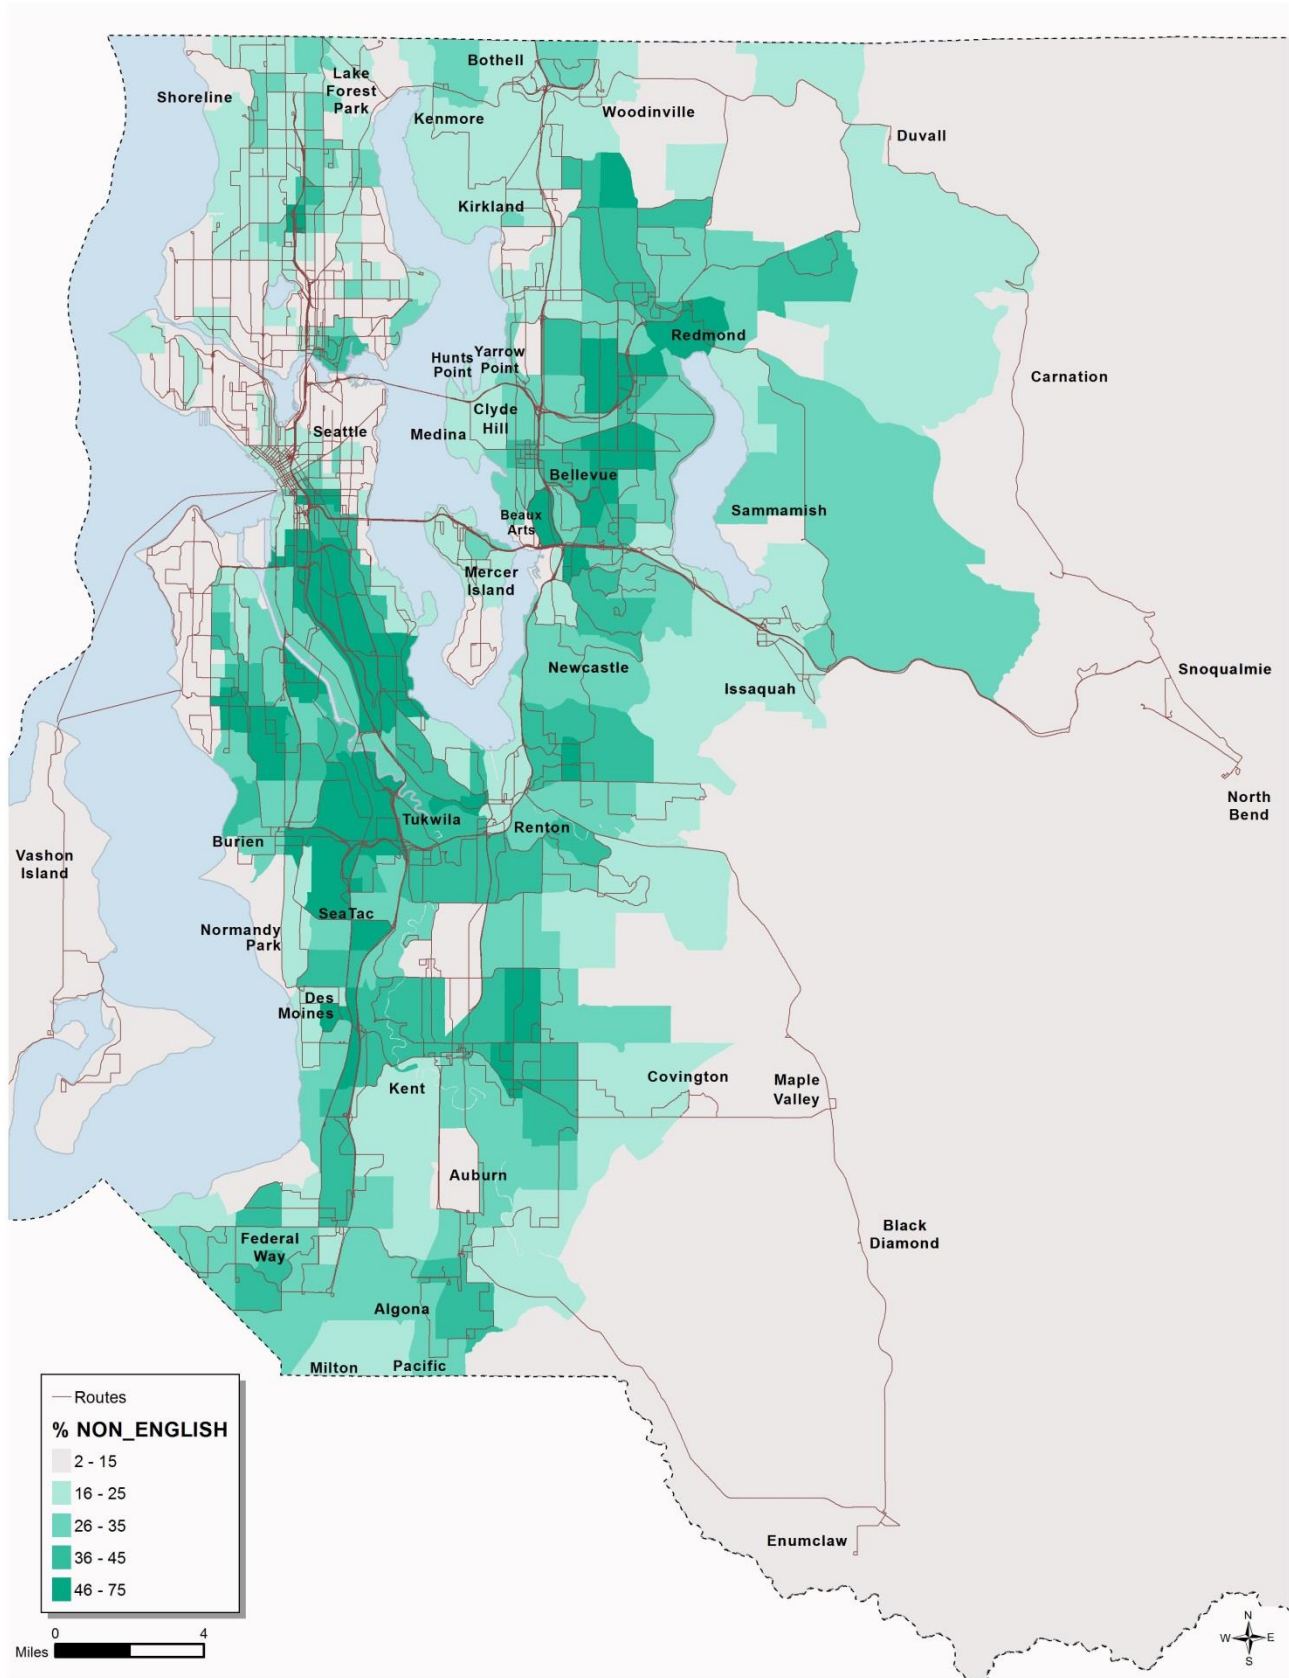 Bothell
Lake
Forest
Park
Shoreline
Kenmore
Woodinville
Duvall
Kirkland
Redmond
Hunts
Point
Yarrow
Point
Carnation
Clyde
Hill
Medina
Seattle
Bellevue
Beaux
Arts
Sammamish
Mercer
Island
Newcastle
Issaquah
Snoqualmie
North
Bend
Tukwila
Renton
Burien
Vashon
Island
SeaTac
Normandy
Park
Des
Moines
Kent
Covington
Maple
Valley
Auburn
Black
Diamond
Federal
Way
Algona
Milton
Pacific
Enumclaw
Routes
% NON_ENGLISH
2 - 15
16 - 25
26 - 35
36 - 45
46 - 75
0 4
Miles
N
W E
S